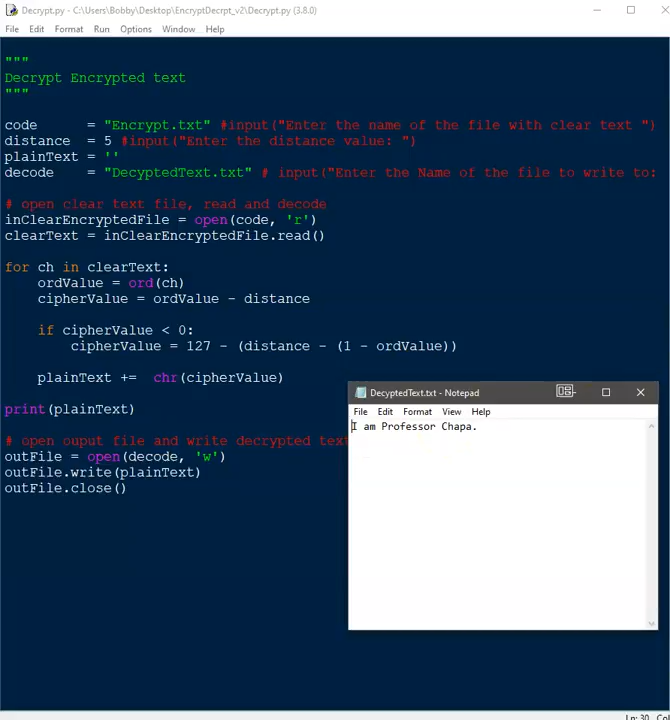 Decrypt.py - C:\Users\Bobby\Desktop\EncryptDecrpt_v2\Decrypt.py (3.8.0)
File Edit Format Run Options Window Help
"""
Decrypt Encrypted text
"""
code = "Encrypt.txt" #input("Enter the name of the file with clear text ")
distance = 5 #input("Enter the distance value: ")
plainText = ''
decode = "DecyptedText.txt" # input("Enter the Name of the file to write to:
# open clear text file, read and decode
inClearEncryptedFile = open(code, 'r')
clearText = inClearEncryptedFile.read()
for ch in clearText:
ordValue = ord(ch)
cipherValue = ordValue - distance
if cipherValue < 0:
cipherValue = 127 - (distance - (1 - ordValue))
plainText += chr(cipherValue)
print(plainText)
# open ouput file and write decrypted text
outFile = open(decode, 'w')
outFile.write(plainText)
outFile.close()
DecyptedText.txt - Notepad
File Edit Format View Help
I am Professor Chapa.
Ln: 30